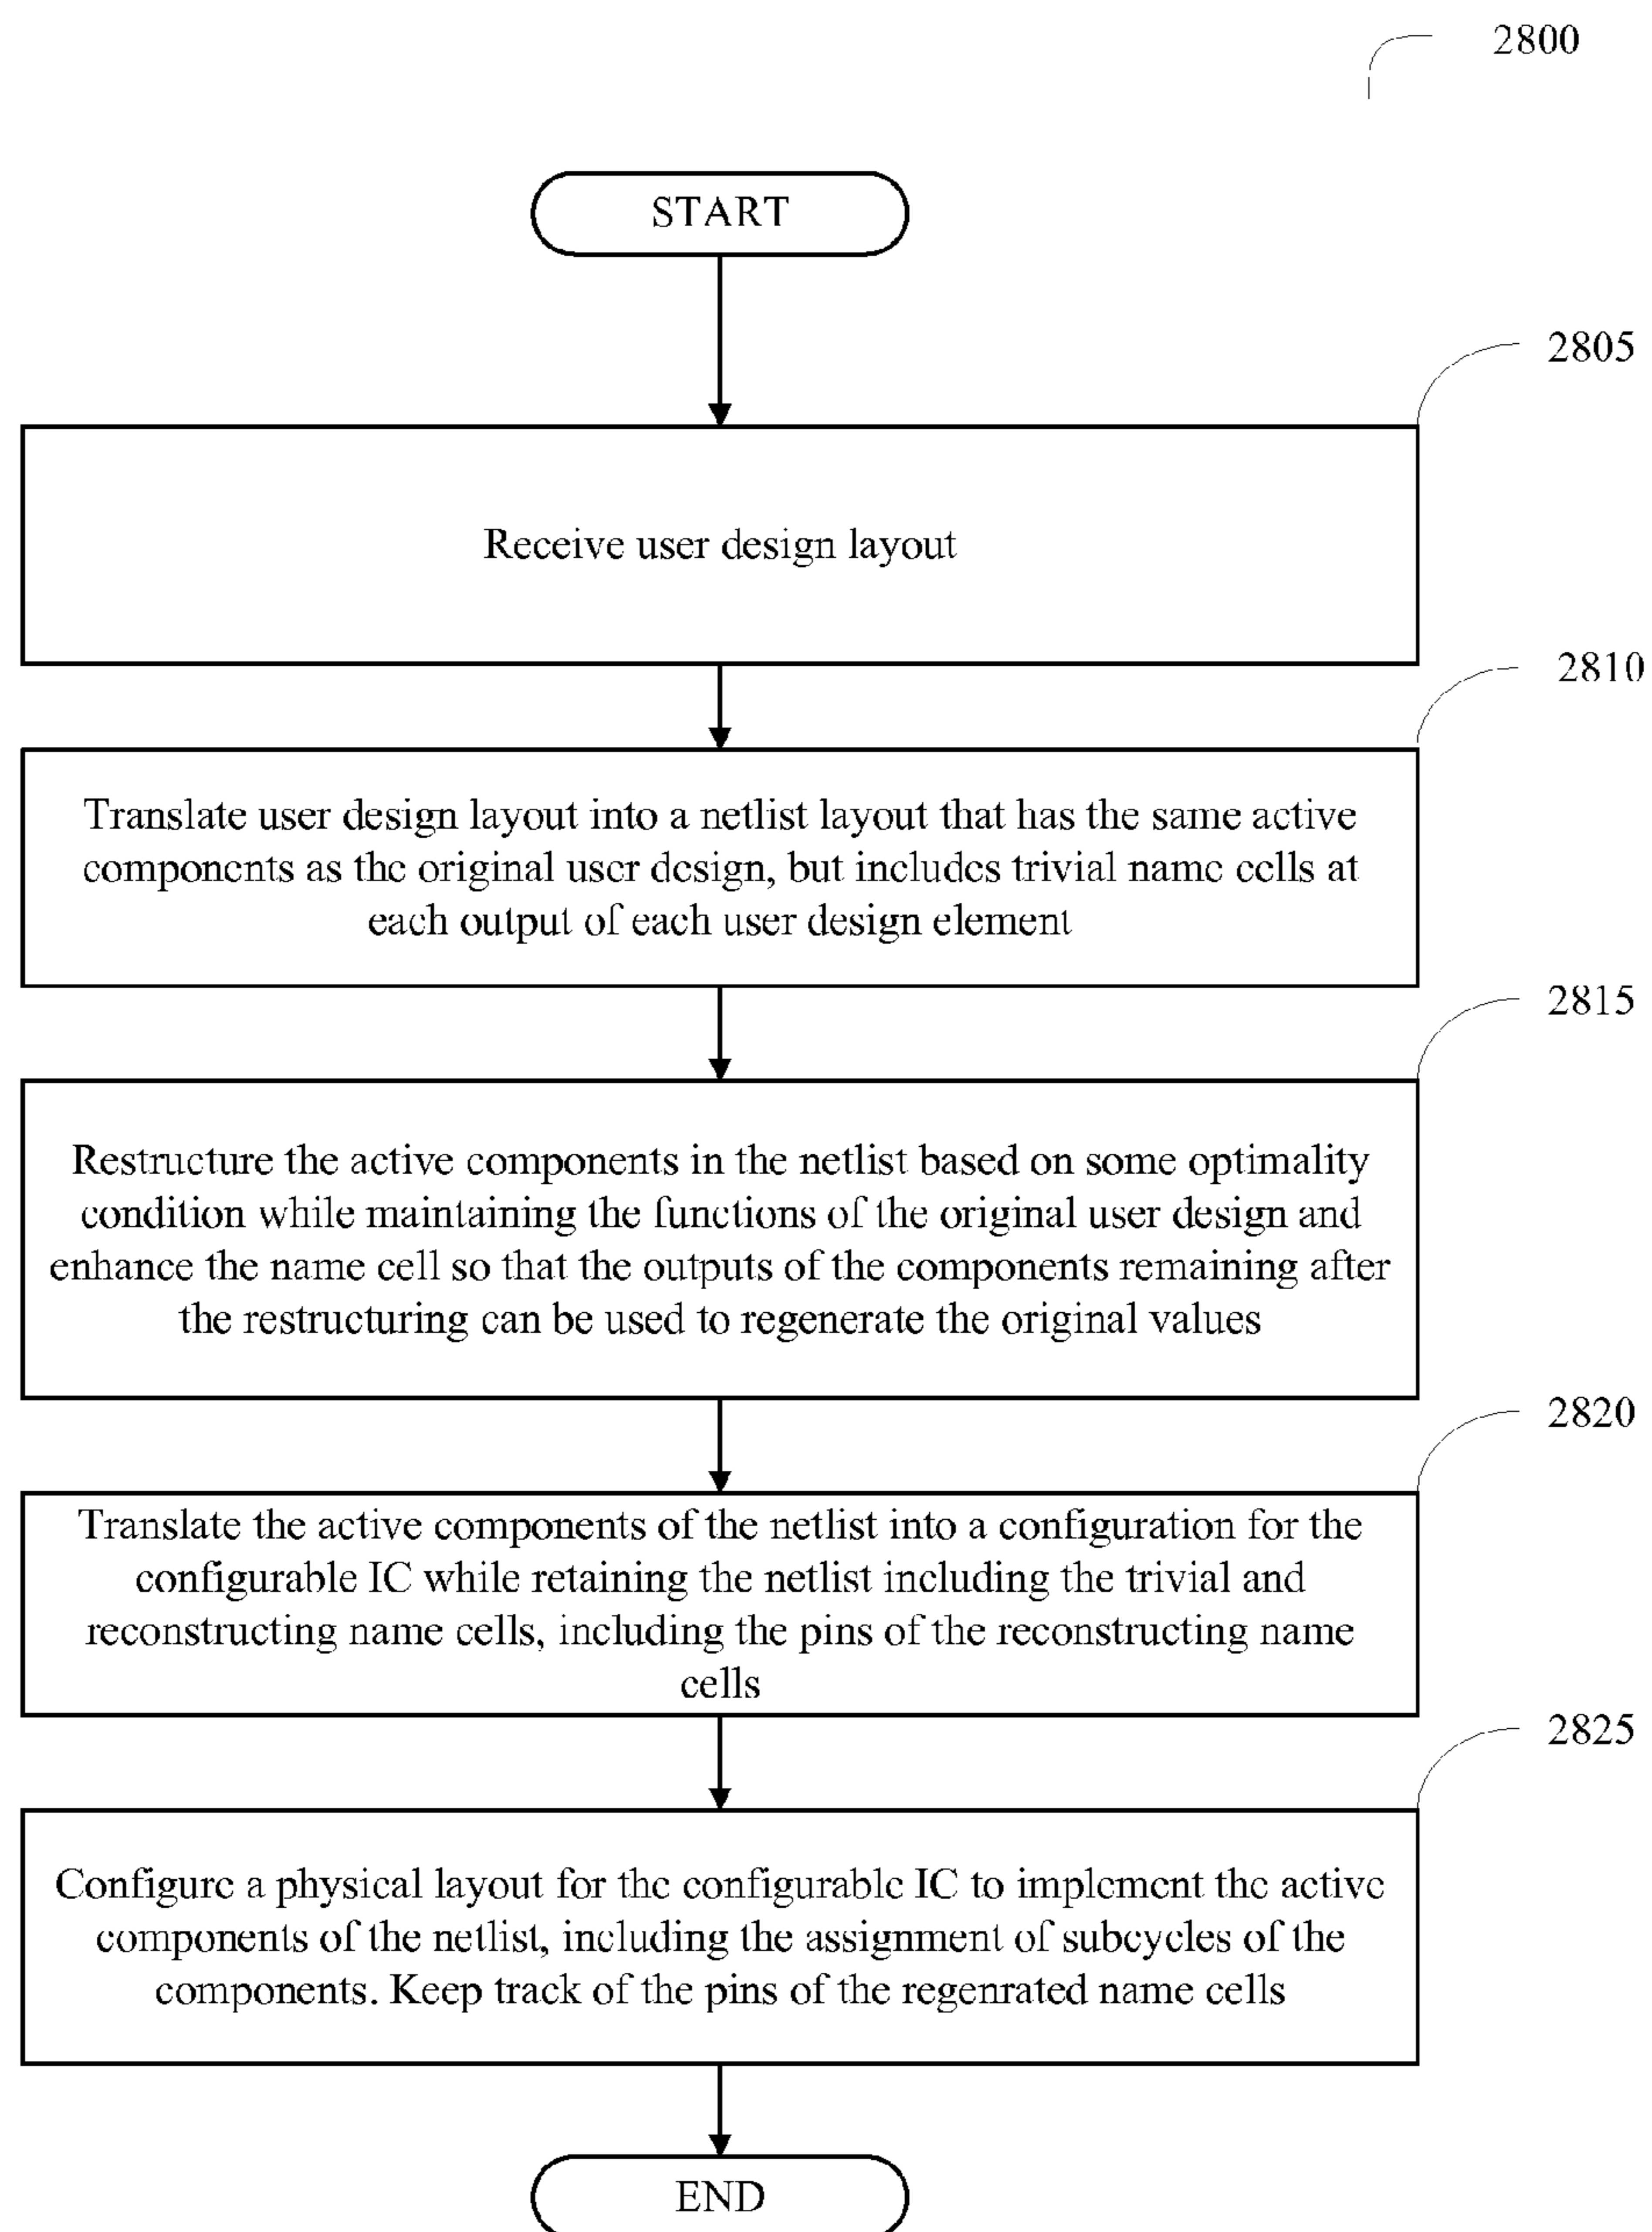 2800
START
2805
Receive user design layout
2810
Translate user design layout into a netlist layout that has the same active
components as the original user design, but includes trivial name cells at
each output of each user design element
2815
Restructure the active components in the netlist based on some optimality
condition while maintaining the functions of the original user design and
enhance the name cell so that the outputs of the components remaining after
the restructuring can be used to regenerate the original values
2820
Translate the active components of the netlist into a configuration for the
configurable IC while retaining the netlist including the trivial and
reconstructing name cells, including the pins of the reconstructing name
cells
2825
Configure a physical layout for the configurable IC to implement the active
components of the netlist, including the assignment of subcycles of the
components. Keep track of the pins of the regenrated name cells
END